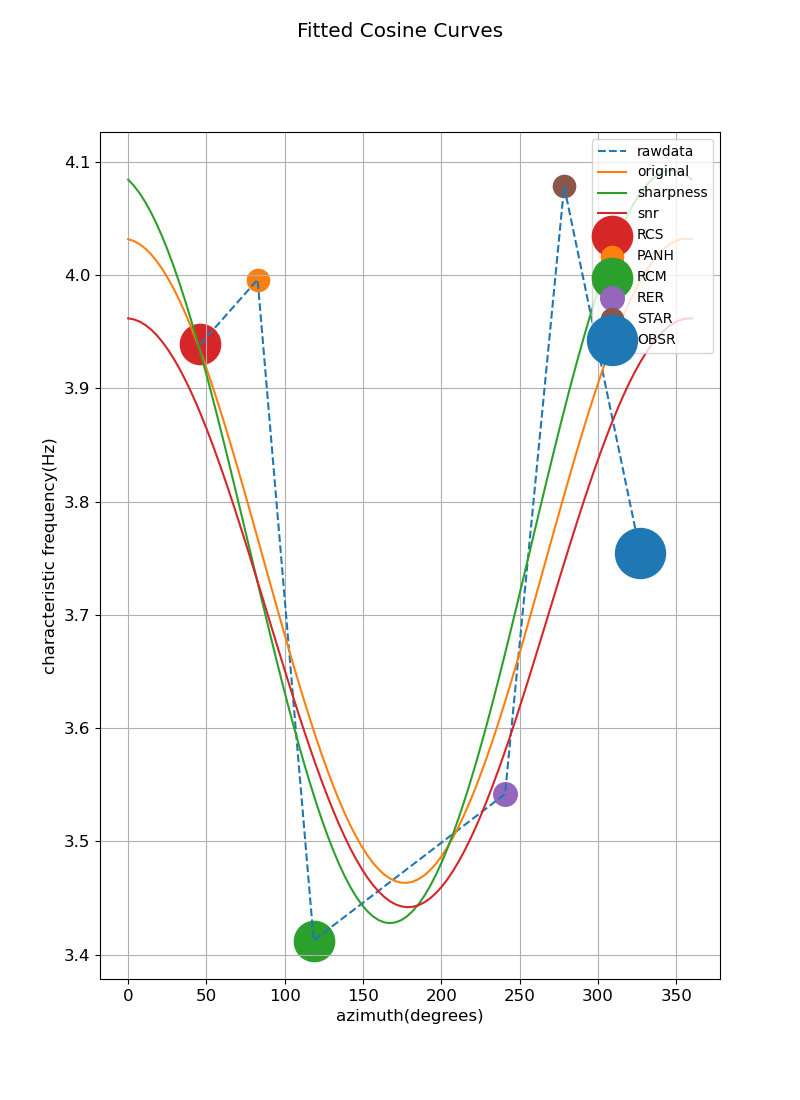 Fitted Cosine Curves
4.1
4.0
3.9
3.8
3.7
3.6
3.5
3.4
characteristic frequency(Hz)
rawdata
original
sharpness
snr
RCS
PANH
RCM
RER
STAR
OBSR
0 50 100 150 200 250 300 350
azimuth(degrees)